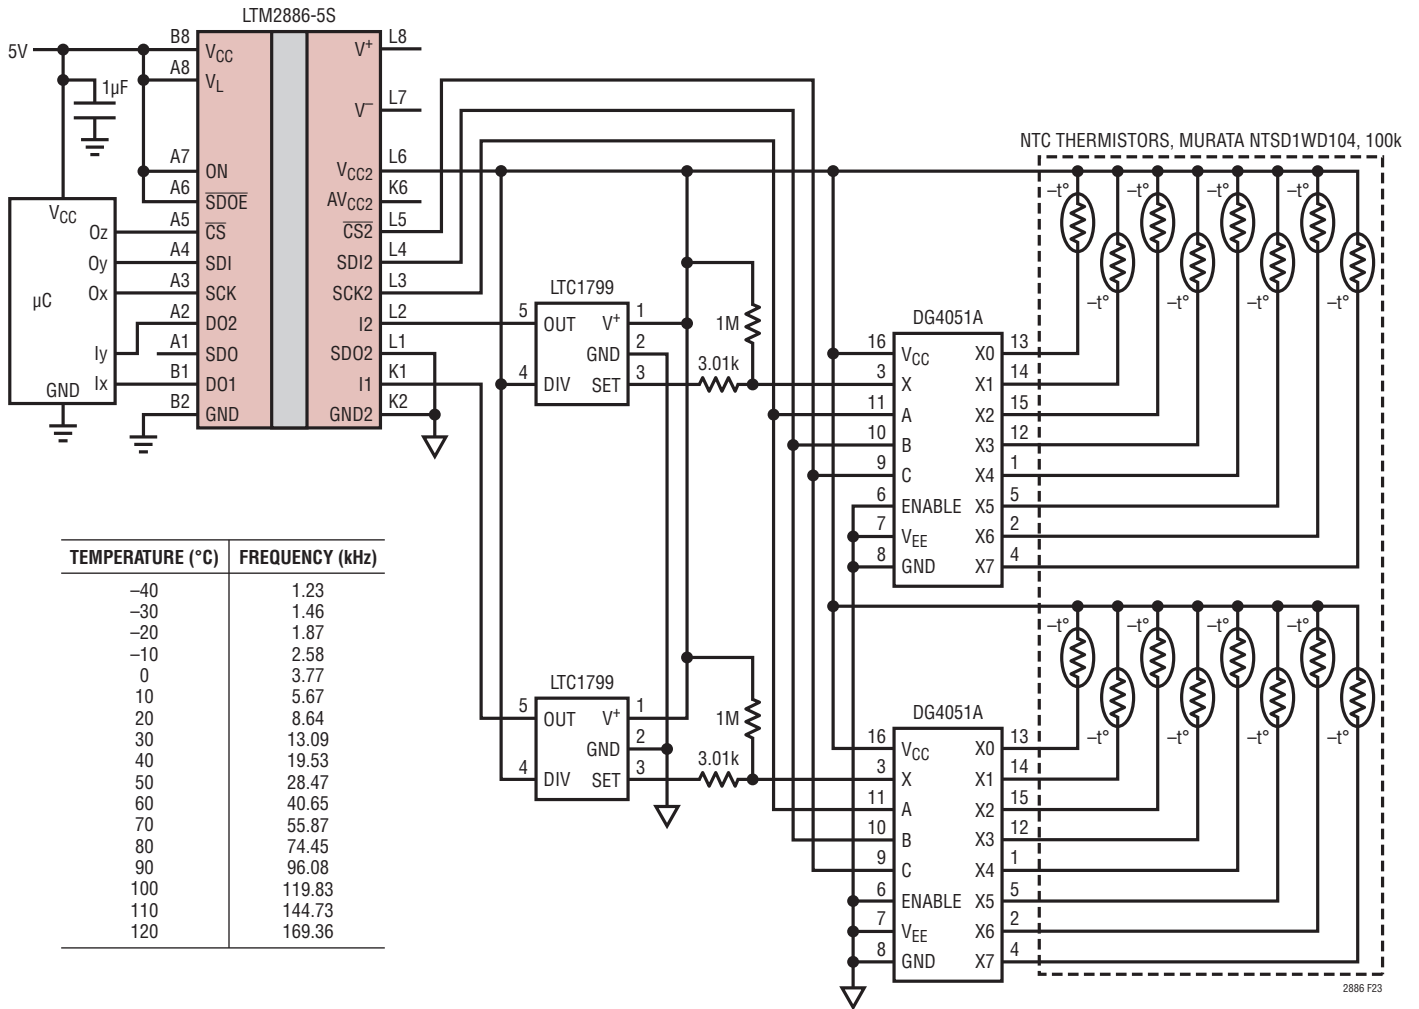 LTM2886-5S
5V
1µF
B8 VCC
A8 VL
A7 ON
A6 SDOE
A5 CS
A4 SDI
A3 SCK
A2 DO2
A1 SDO
B1 DO1
B2 GND
V+ L8
V– L7
VCC2 L6
AVCC2 K6
CS2 L5
SDI2 L4
SCK2 L3
I2 L2
SDO2 L1
I1 K1
GND2 K2
VCC
Oz
Oy
µC
Ox
Iy
Ix
GND
LTC1799
5 OUT V+ 1
GND 2
4 DIV SET 3
1M
3.01k
LTC1799
5 OUT V+ 1
GND 2
4 DIV SET 3
1M
3.01k
NTC THERMISTORS, MURATA NTSD1WD104, 100k
–t° –t° –t° –t°
–t° –t° –t° –t°
DG4051A
16 VCC X0 13
3 X X1 14
11 A X2 15
10 B X3 12
9 C X4 1
6 ENABLE X5 5
7 VEE X6 2
8 GND X7 4
–t° –t° –t° –t°
–t° –t° –t° –t°
DG4051A
16 VCC X0 13
3 X X1 14
11 A X2 15
10 B X3 12
9 C X4 1
6 ENABLE X5 5
7 VEE X6 2
8 GND X7 4
TEMPERATURE (°C) FREQUENCY (kHz)
–40 1.23
–30 1.46
–20 1.87
–10 2.58
0 3.77
10 5.67
20 8.64
30 13.09
40 19.53
50 28.47
60 40.65
70 55.87
80 74.45
90 96.08
100 119.83
110 144.73
120 169.36
2886 F23